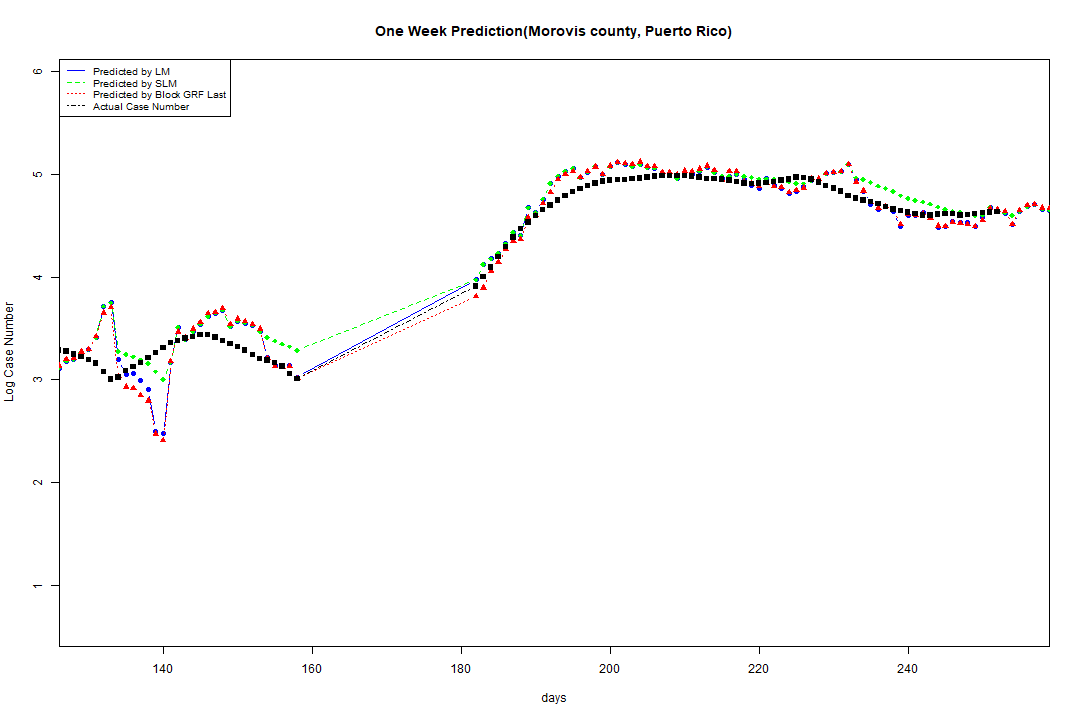 One Week Prediction(Morovis county, Puerto Rico)
Predicted by LM
Predicted by SLM
Predicted by Block GRF Last
Actual Case Number
6
5
4
3
2
1
Log Case Number
140 160 180 200 220 240
days